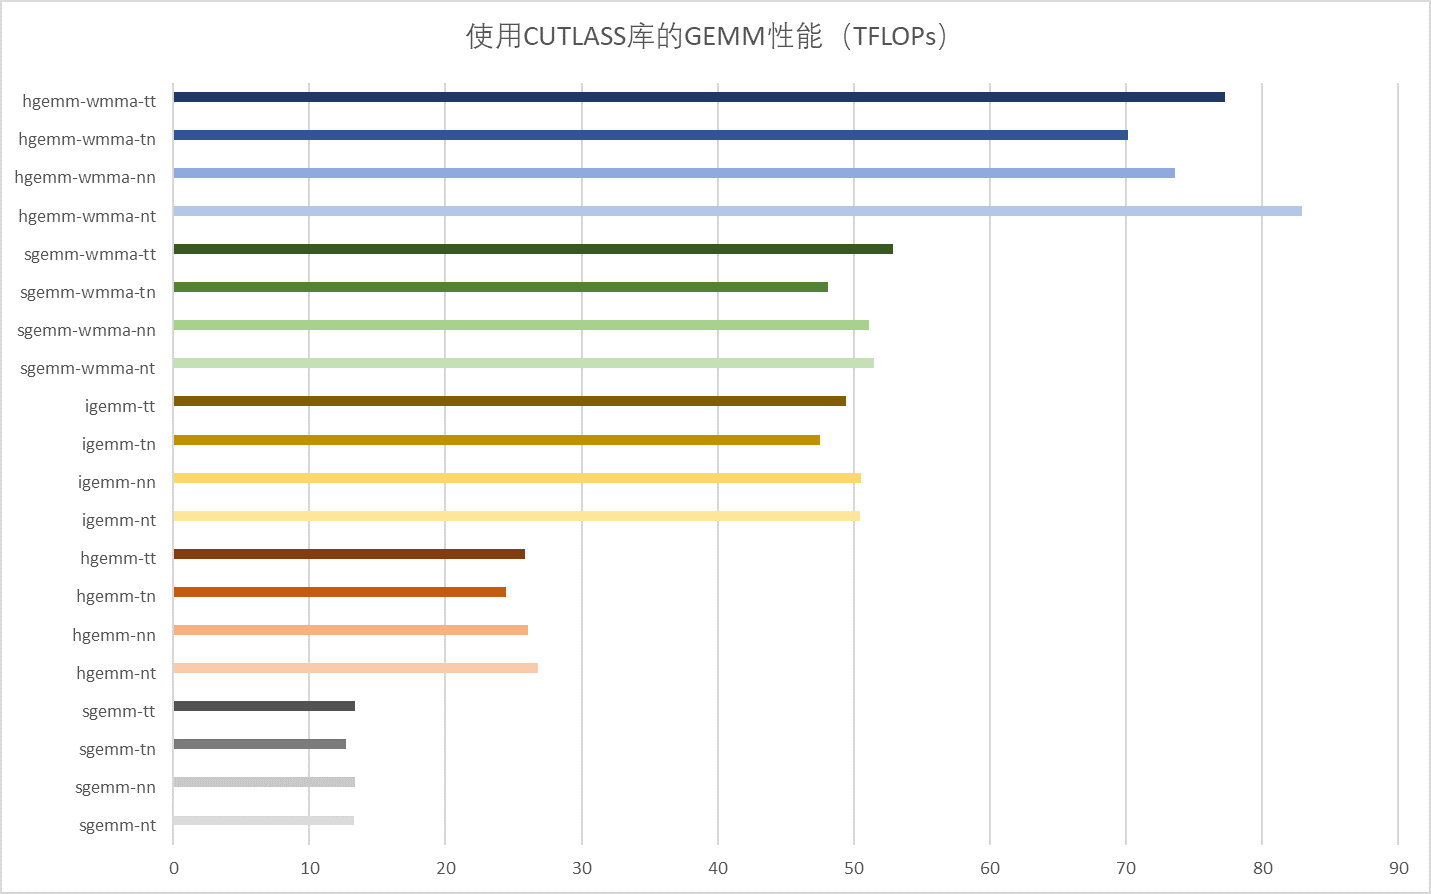 使用CUTLASS库的GEMM性能（TFLOPs）
hgemm-wmma-tt
hgemm-wmma-tn
hgemm-wmma-nn
hgemm-wmma-nt
sgemm-wmma-tt
sgemm-wmma-tn
sgemm-wmma-nn
sgemm-wmma-nt
igemm-tt
igemm-tn
igemm-nn
igemm-nt
hgemm-tt
hgemm-tn
hgemm-nn
hgemm-nt
sgemm-tt
sgemm-tn
sgemm-nn
sgemm-nt
0 10 20 30 40 50 60 70 80 90